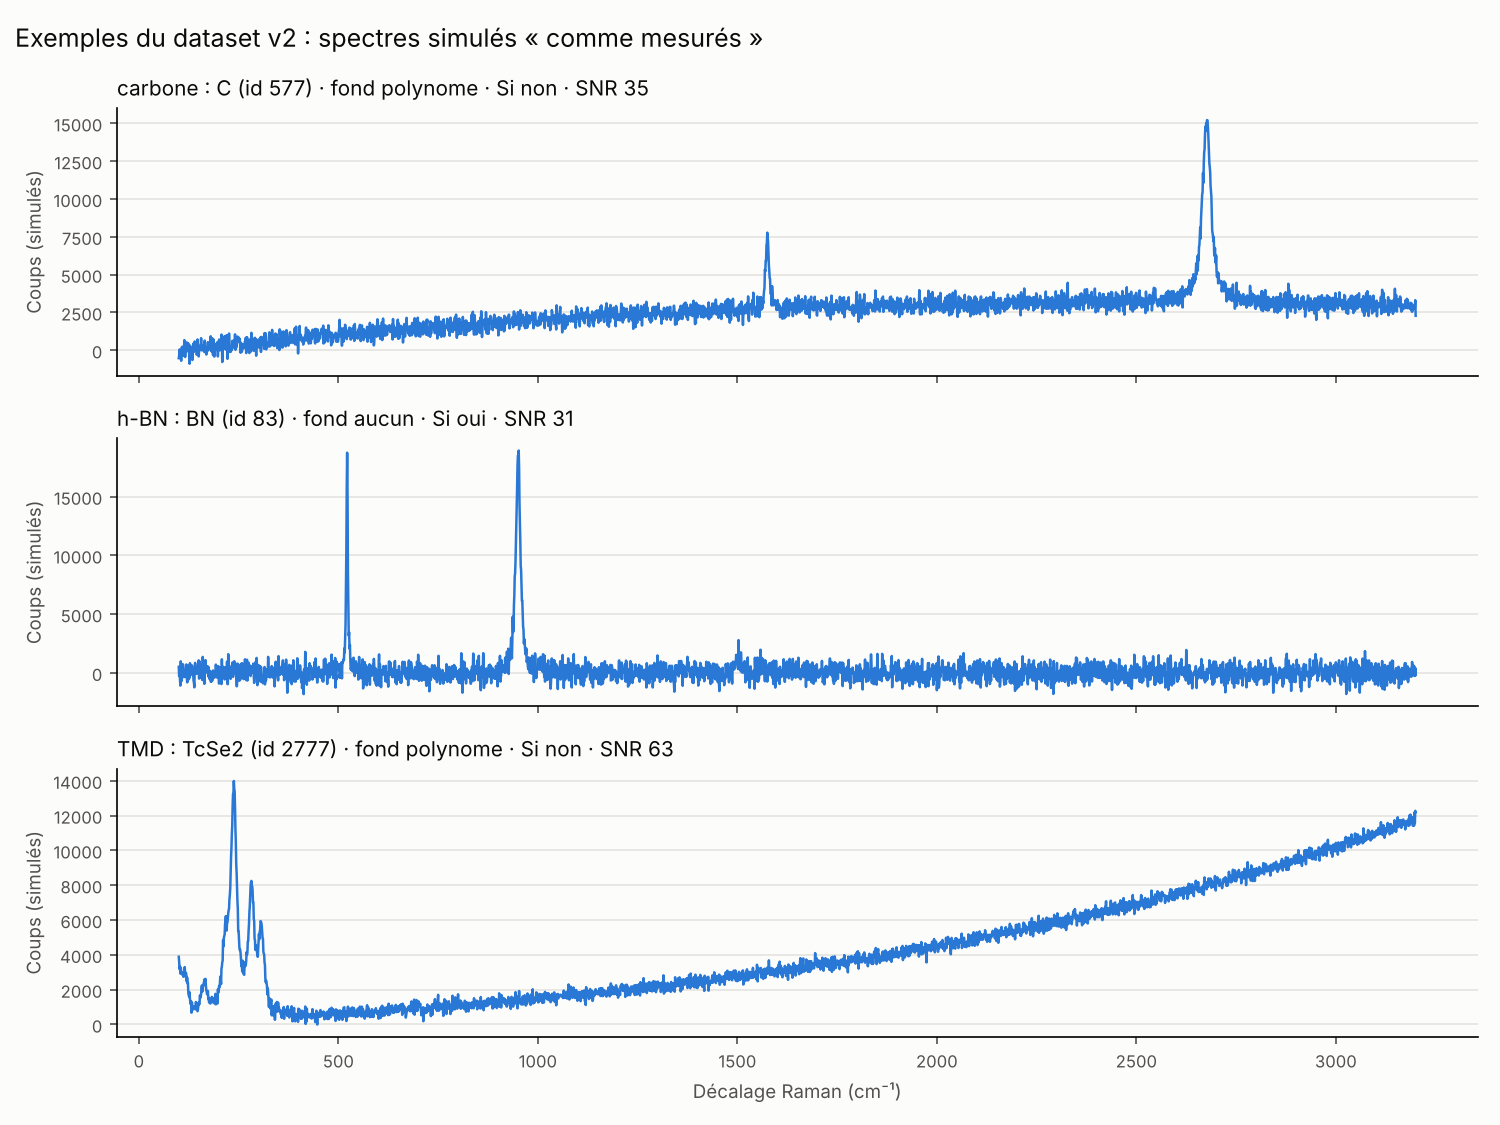 Exemples du dataset v2 : spectres simulés « comme mesurés »
carbone : C (id 577) · fond polynome · Si non · SNR 35
Coups (simulés)
15000
12500
10000
7500
5000
2500
0
h-BN : BN (id 83) · fond aucun · Si oui · SNR 31
Coups (simulés)
15000
10000
5000
0
TMD : TcSe2 (id 2777) · fond polynome · Si non · SNR 63
Coups (simulés)
14000
12000
10000
8000
6000
4000
2000
0
0 500 1000 1500 2000 2500 3000
Décalage Raman (cm⁻¹)